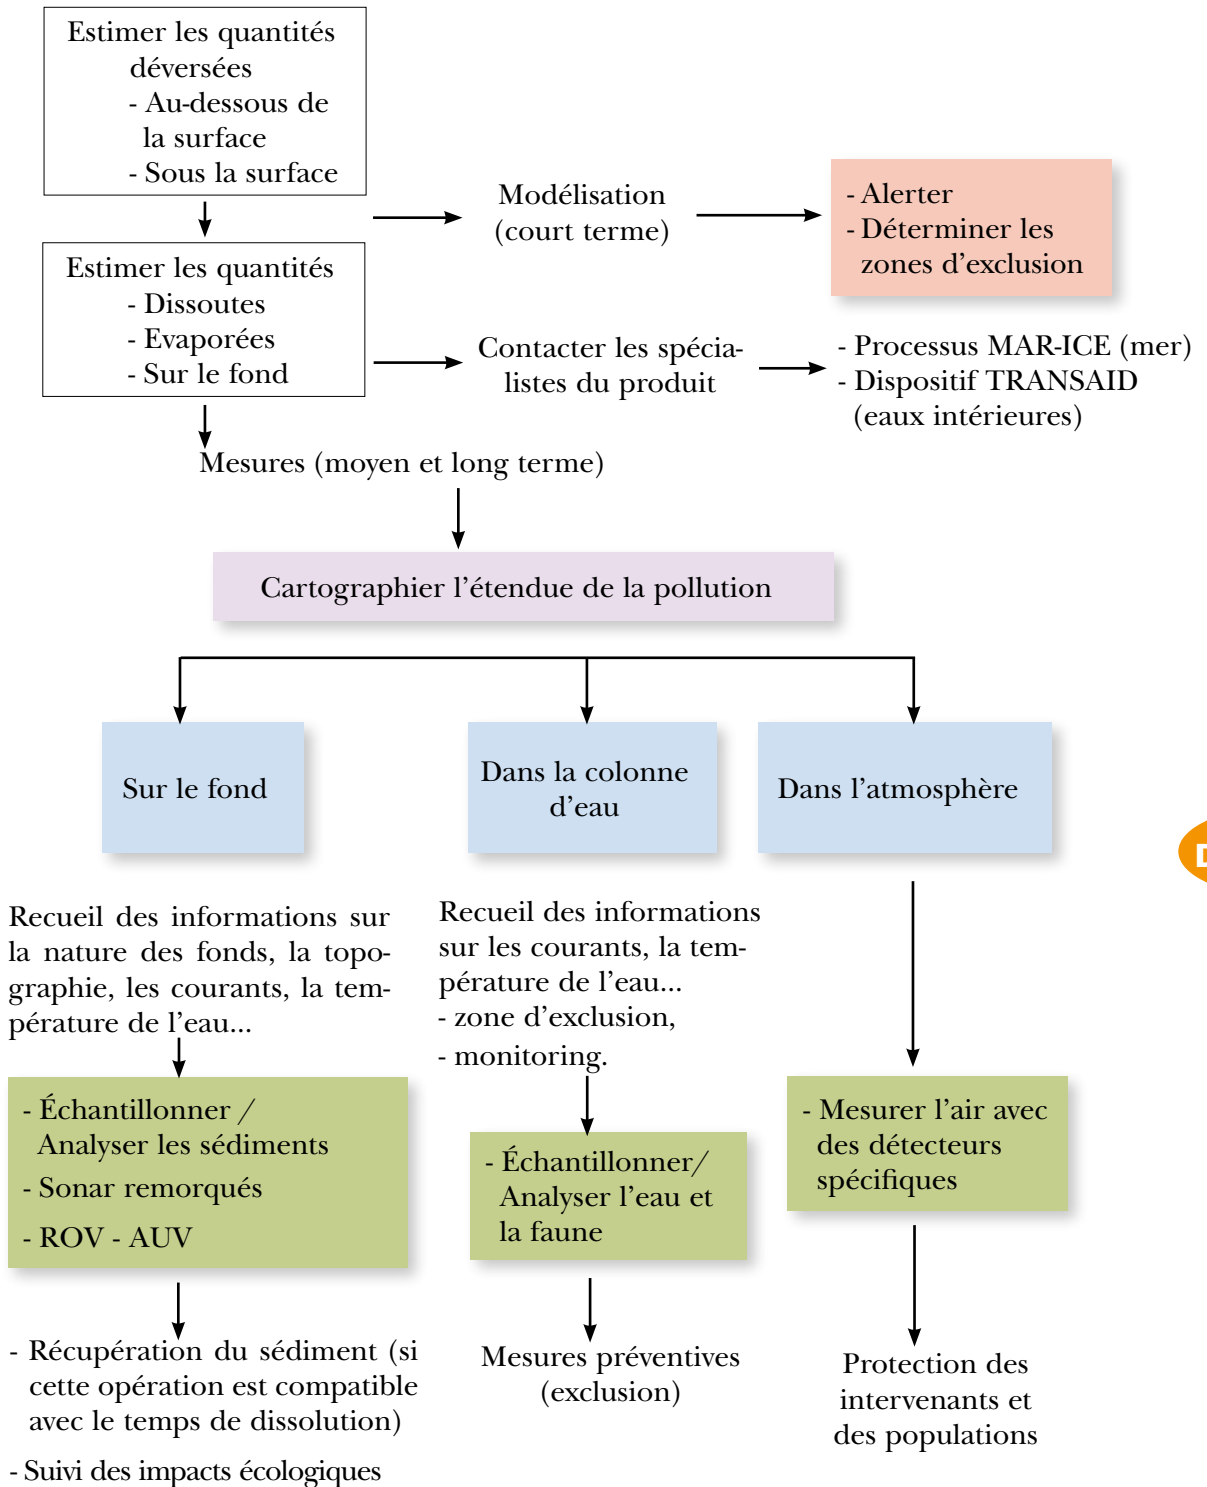 Estimer les quantités
déversées
- Au-dessous de
la surface
- Sous la surface
Modélisation
(court terme)
- Alerter
- Déterminer les
zones d'exclusion
Estimer les quantités
- Dissoutes
- Evaporées
- Sur le fond
Contacter les spécia-
listes du produit
- Processus MAR-ICE (mer)
- Dispositif TRANSAID
(eaux intérieures)
Mesures (moyen et long terme)
Cartographier l'étendue de la pollution
Sur le fond
Dans la colonne
d'eau
Dans l'atmosphère
D
Recueil des informations sur
la nature des fonds, la topo-
graphie, les courants, la tem-
pérature de l'eau...
Recueil des informations
sur les courants, la tem-
pérature de l'eau...
- zone d'exclusion,
- monitoring.
- Échantillonner /
Analyser les sédiments
- Sonar remorqués
- ROV - AUV
- Échantillonner/
Analyser l'eau et
la faune
- Mesurer l'air avec
des détecteurs
spécifiques
- Récupération du sédiment (si
cette opération est compatible
avec le temps de dissolution)
- Suivi des impacts écologiques
Mesures préventives
(exclusion)
Protection des
intervenants et
des populations